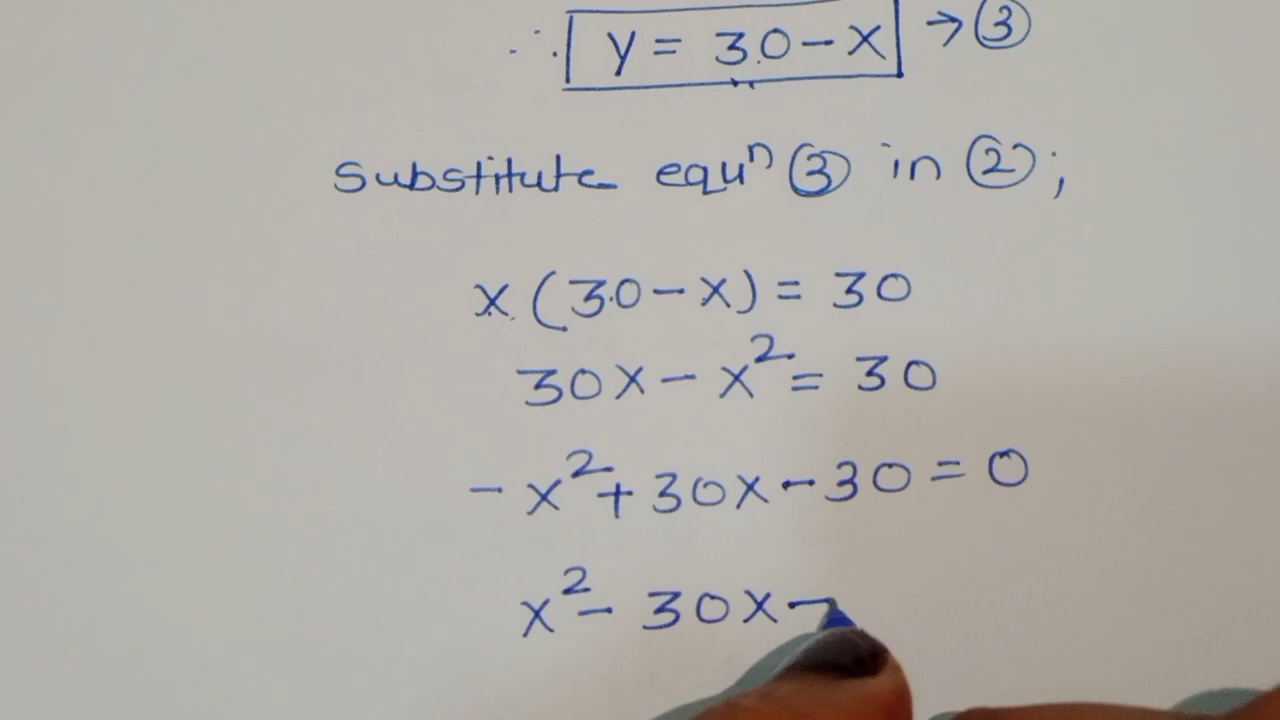 ∴ y = 30 - x → ③
Substitute equⁿ ③ in ② ;
x (30 - x) = 30
30x - x² = 30
- x² + 30x - 30 = 0
x² - 30x -